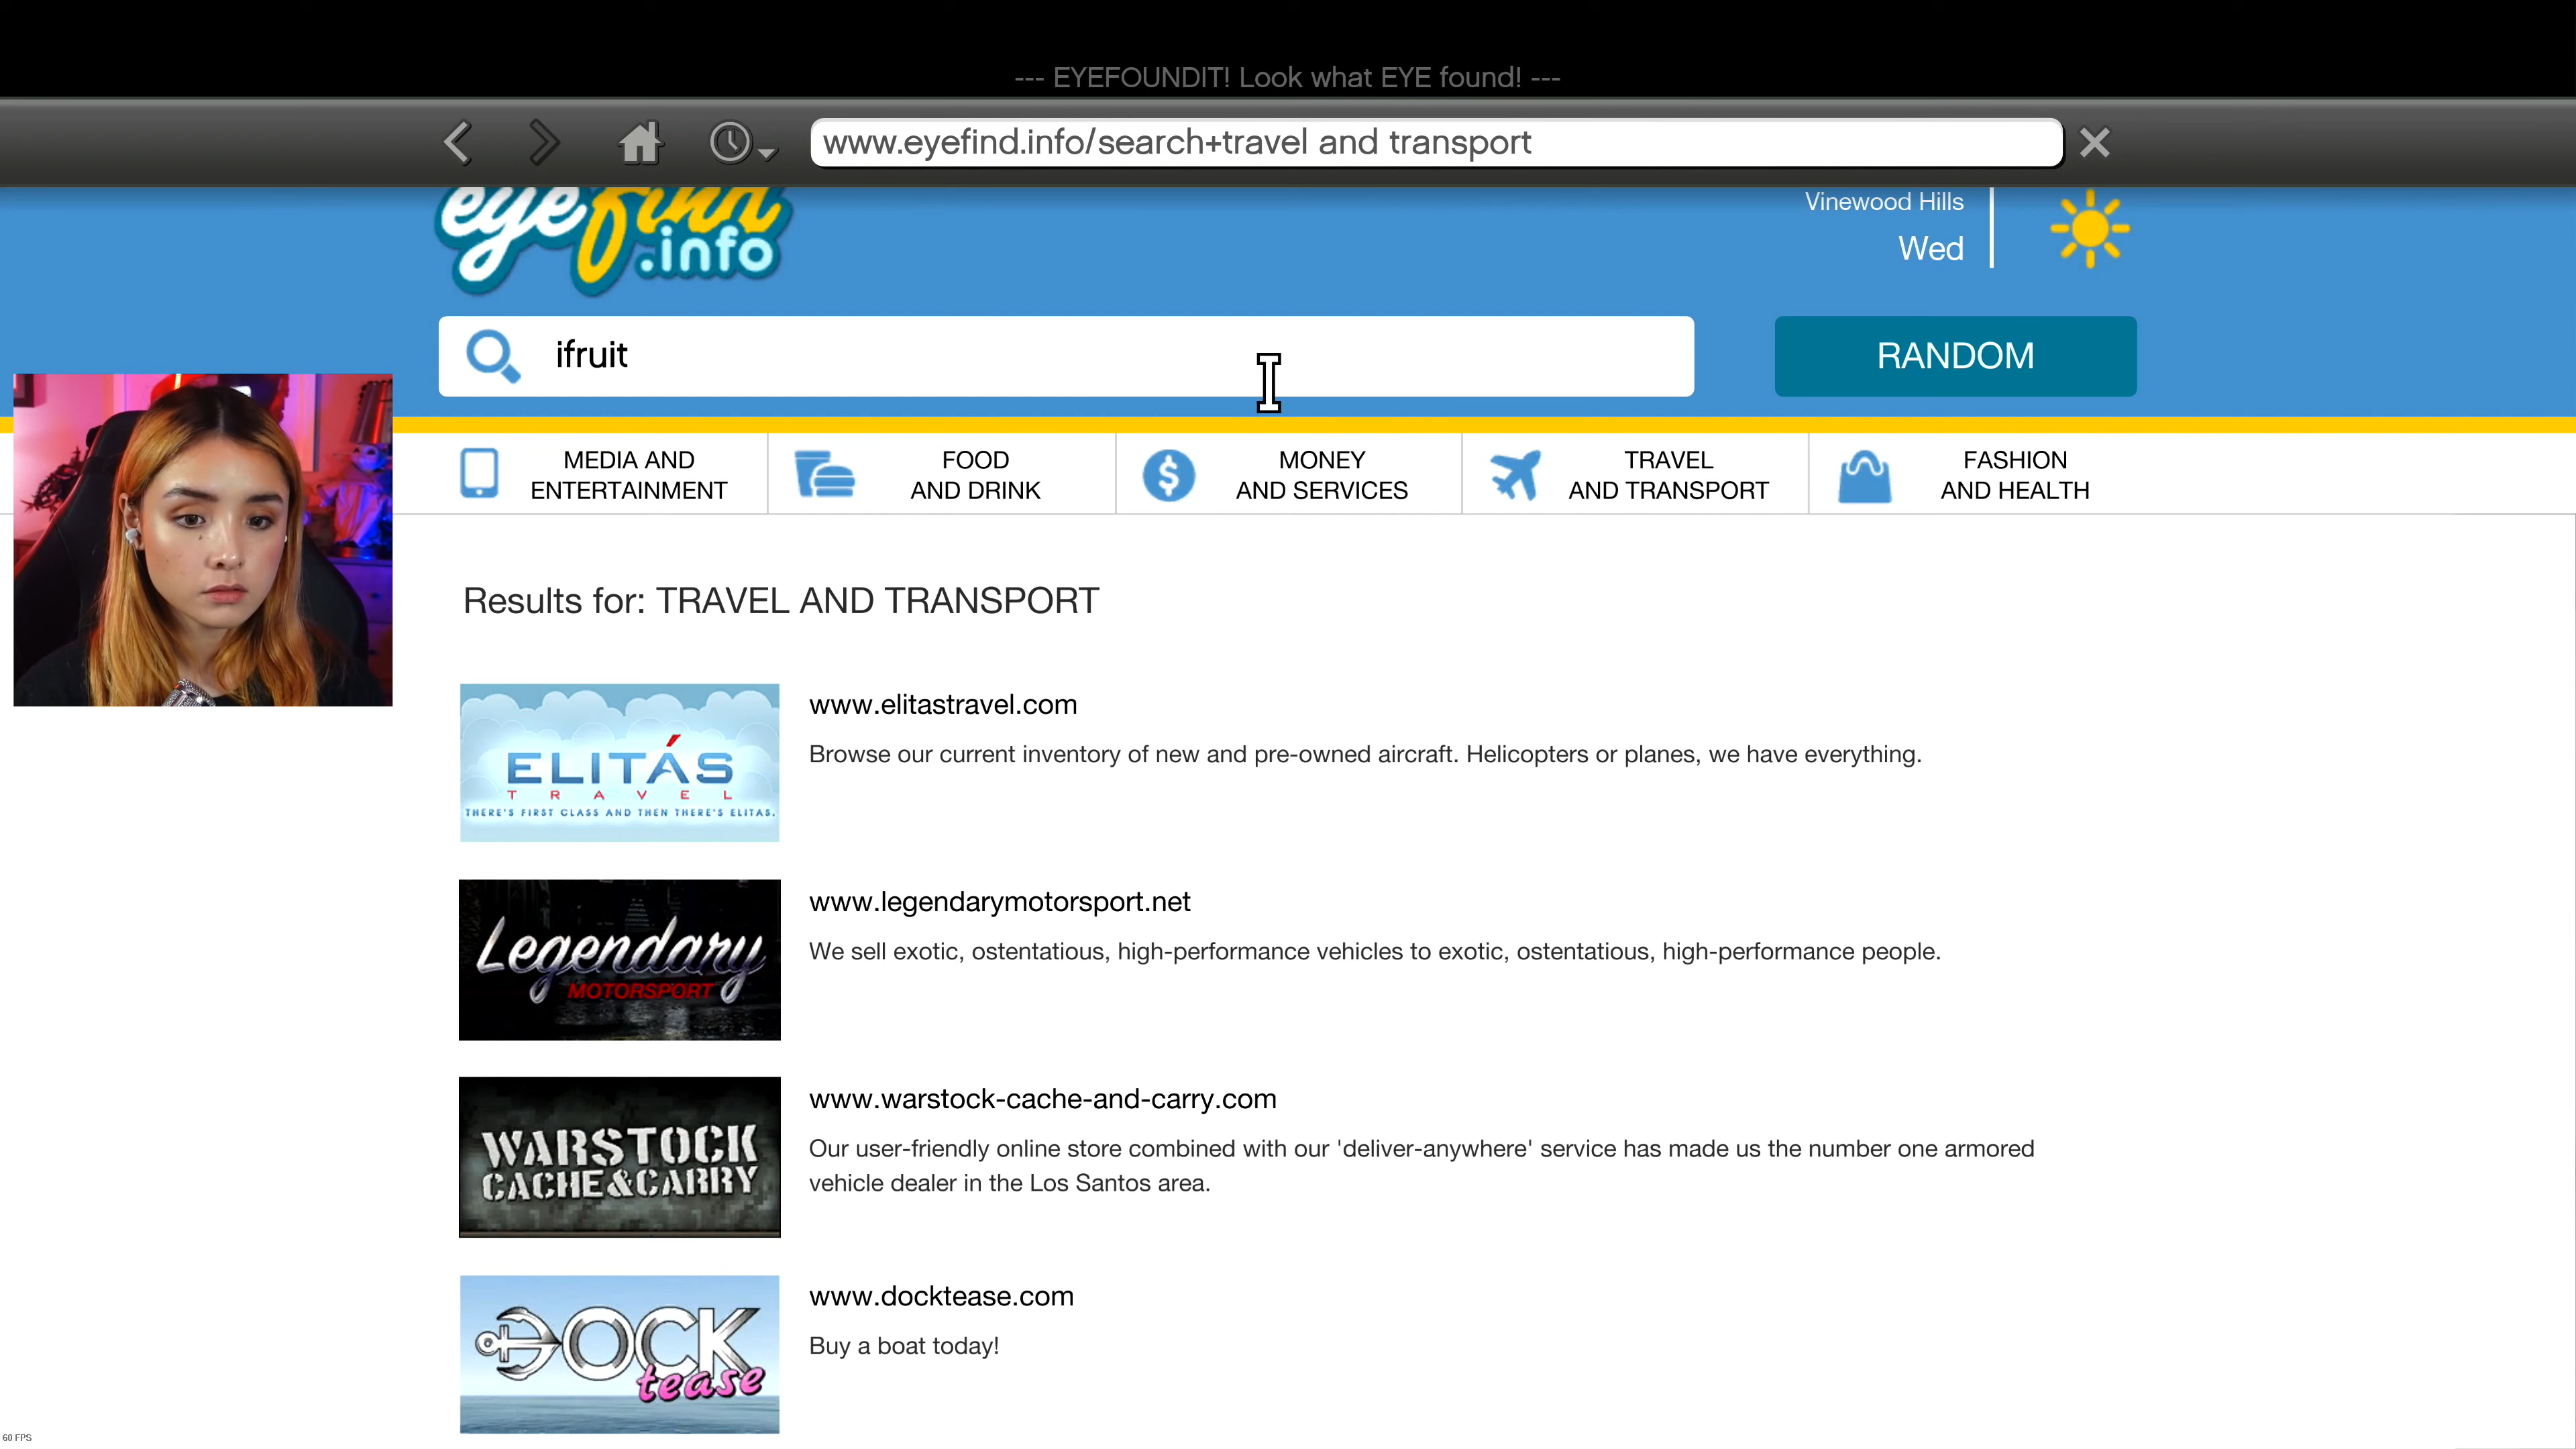 --- EYEFOUNDIT! Look what EYE found! ---
www.eyefind.info/search+travel and transport
eyefind
.info
Vinewood Hills
Wed
ifruit
RANDOM
MEDIA AND
ENTERTAINMENT
FOOD
AND DRINK
MONEY
AND SERVICES
TRAVEL
AND TRANSPORT
FASHION
AND HEALTH
Results for: TRAVEL AND TRANSPORT
ELITÁS
TRAVEL
THERE'S FIRST CLASS AND THEN THERE'S ELITAS.
www.elitastravel.com
Browse our current inventory of new and pre-owned aircraft. Helicopters or planes, we have everything.
Legendary
MOTORSPORT
www.legendarymotorsport.net
We sell exotic, ostentatious, high-performance vehicles to exotic, ostentatious, high-performance people.
WARSTOCK
CACHE & CARRY
www.warstock-cache-and-carry.com
Our user-friendly online store combined with our 'deliver-anywhere' service has made us the number one armored
vehicle dealer in the Los Santos area.
DOCK
tease
www.docktease.com
Buy a boat today!
60 FPS